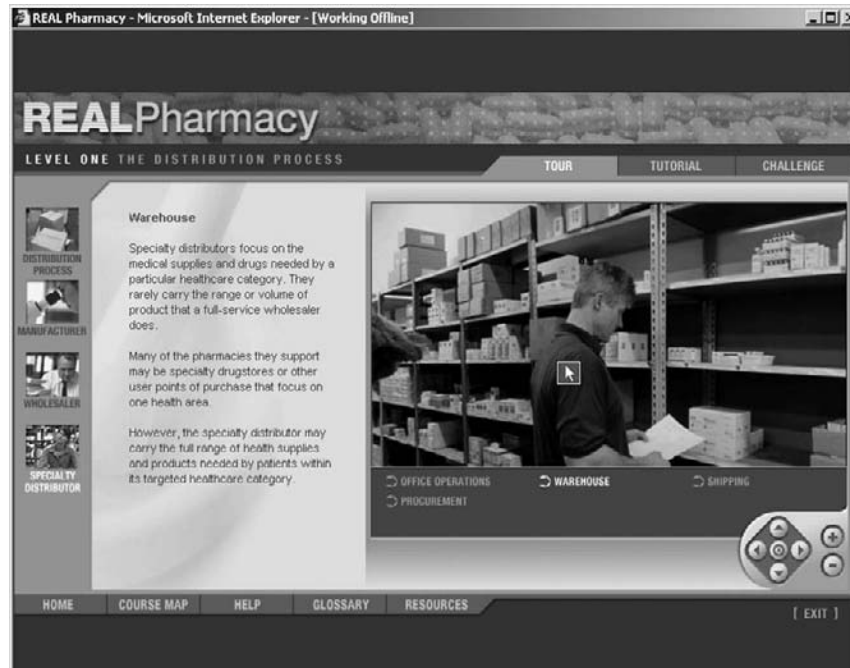 REAL Pharmacy - Microsoft Internet Explorer - [Working Offline]
REALPharmacy
LEVEL ONE THE DISTRIBUTION PROCESS
TOUR
TUTORIAL
CHALLENGE
DISTRIBUTION
PROCESS
MANUFACTURER
WHOLESALER
SPECIALTY
DISTRIBUTOR
Warehouse
Specialty distributors focus on the
medical supplies and drugs needed by a
particular healthcare category. They
rarely carry the range or volume of
product that a full-service wholesaler
does.
Many of the pharmacies they support
may be specialty drugstores or other
user points of purchase that focus on
one health area.
However, the specialty distributor may
carry the full range of health supplies
and products needed by patients within
its targeted healthcare category.
OFFICE OPERATIONS
WAREHOUSE
SHIPPING
PROCUREMENT
HOME
COURSE MAP
HELP
GLOSSARY
RESOURCES
[ EXIT ]